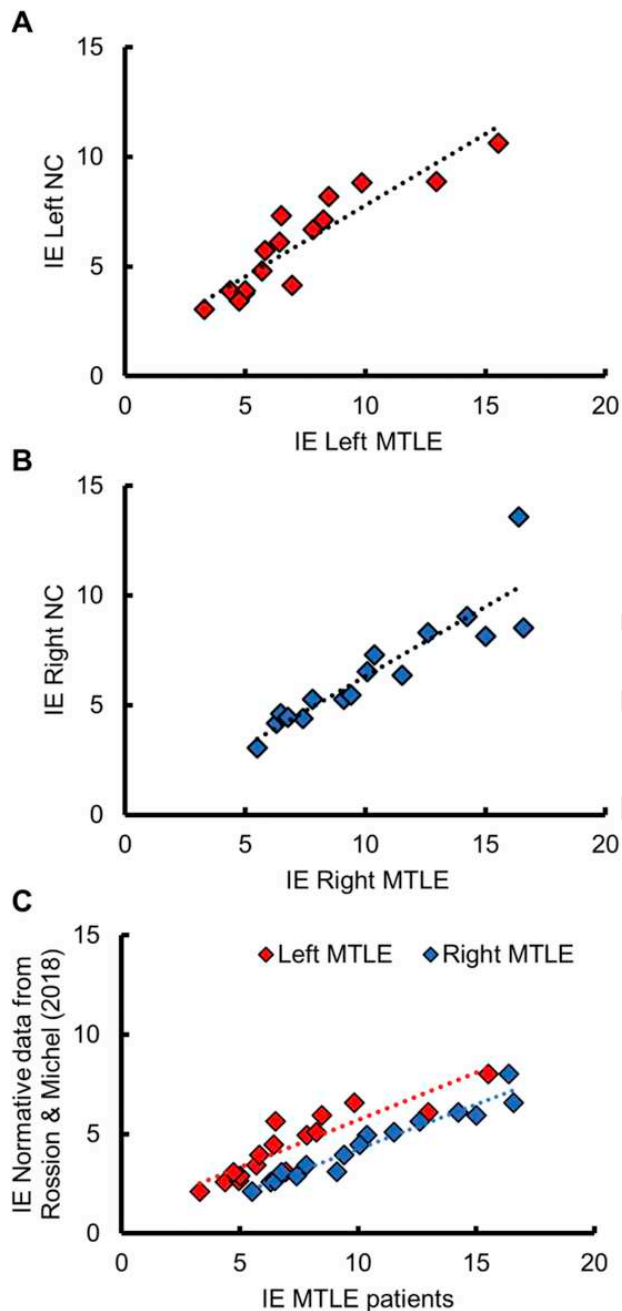 A
15
10
5
0
IE Left NC
0 5 10 15 20
IE Left MTLE
B
15
10
5
0
IE Right NC
0 5 10 15 20
IE Right MTLE
C
15
10
5
0
IE Normative data from
Rossion & Michel (2018)
Left MTLE Right MTLE
0 5 10 15 20
IE MTLE patients